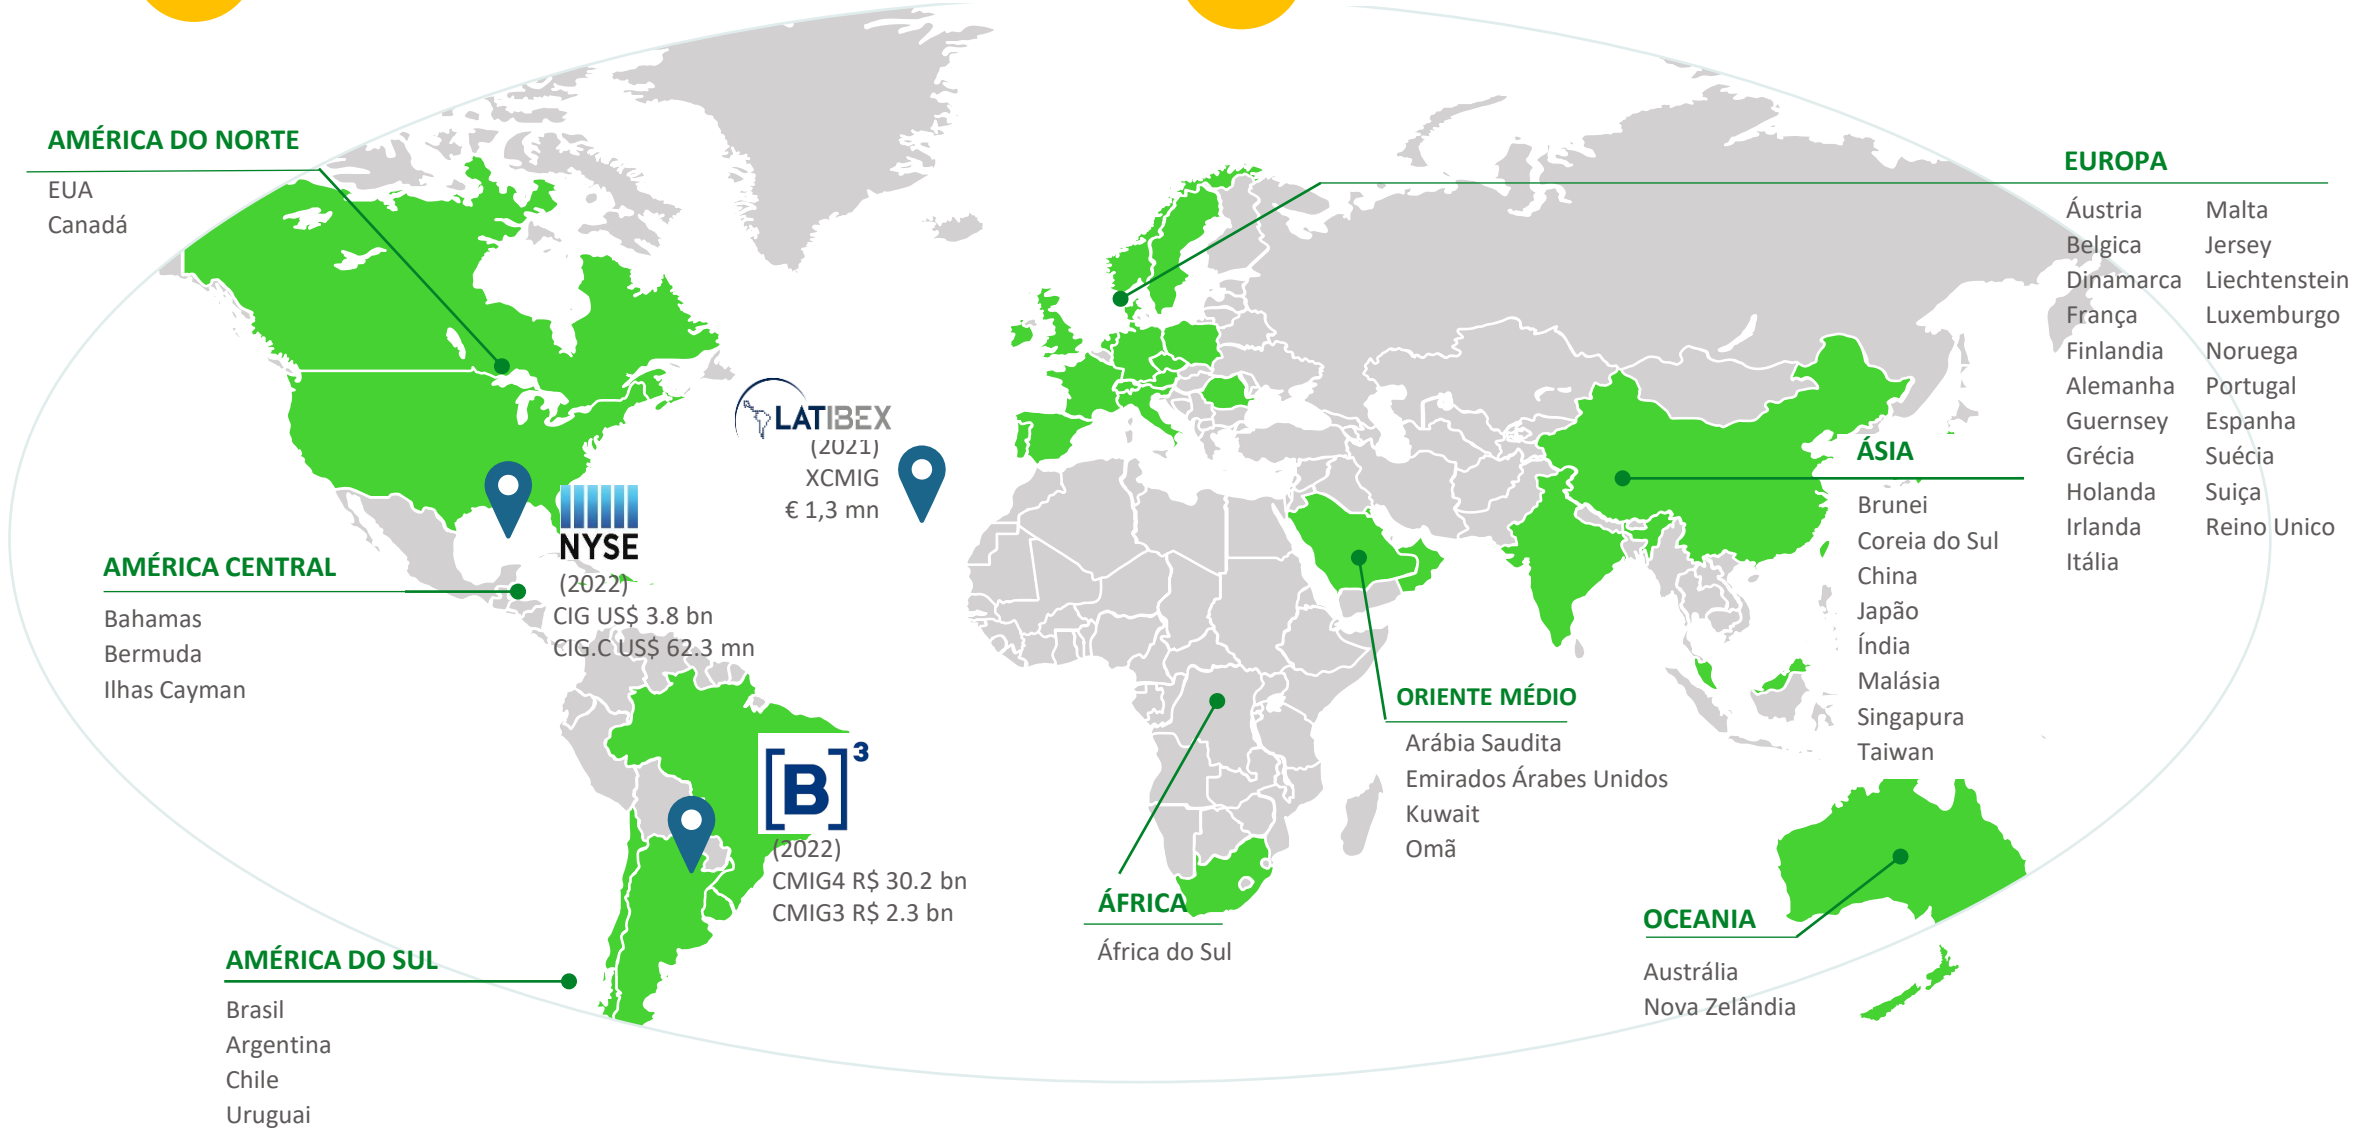 AMÉRICA DO NORTE
EUA
Canadá
LATIBEX
(2021)
XCMIG
€ 1,3 mn
NYSE
(2022)
CIG US$ 3.8 bn
CIG.C US$ 62.3 mn
AMÉRICA CENTRAL
Bahamas
Bermuda
Ilhas Cayman
[B]³
(2022)
CMIG4 R$ 30.2 bn
CMIG3 R$ 2.3 bn
AMÉRICA DO SUL
Brasil
Argentina
Chile
Uruguai
ÁFRICA
África do Sul
ORIENTE MÉDIO
Arábia Saudita
Emirados Árabes Unidos
Kuwait
Omã
EUROPA
Áustria
Belgica
Dinamarca
França
Finlandia
Alemanha
Guernsey
Grécia
Holanda
Irlanda
Itália
Malta
Jersey
Liechtenstein
Luxemburgo
Noruega
Portugal
Espanha
Suécia
Suiça
Reino Unico
ÁSIA
Brunei
Coreia do Sul
China
Japão
Índia
Malásia
Singapura
Taiwan
OCEANIA
Austrália
Nova Zelândia